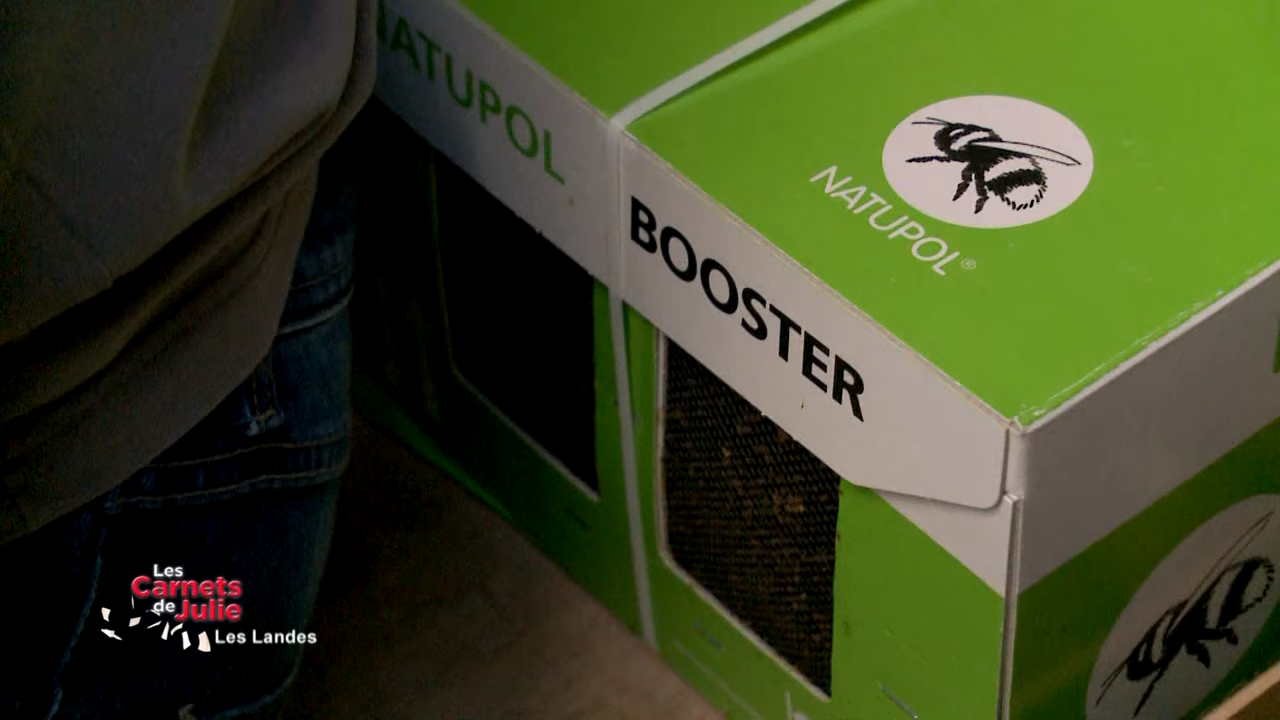 NATUPOL
BOOSTER
NATUPOL®
Les
Carnets
de
Julie
Les Landes